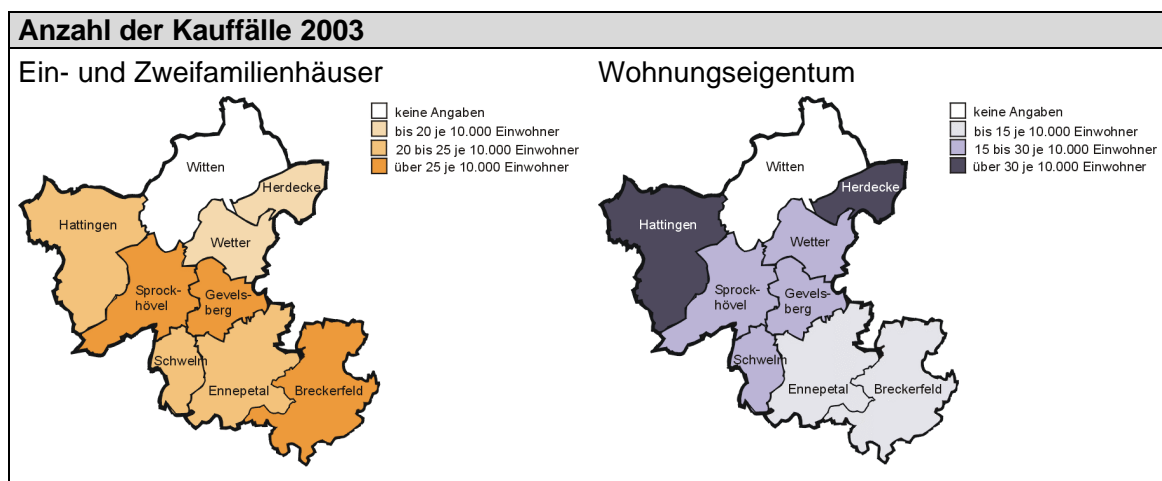 Anzahl der Kauffälle 2003
Ein- und Zweifamilienhäuser
keine Angaben
bis 20 je 10.000 Einwohner
20 bis 25 je 10.000 Einwohner
über 25 je 10.000 Einwohner
Witten
Herdecke
Hattingen
Wetter
Sprock-
hövel
Gevels-
berg
Schwelm
Ennepetal
Breckerfeld
Wohnungseigentum
keine Angaben
bis 15 je 10.000 Einwohner
15 bis 30 je 10.000 Einwohner
über 30 je 10.000 Einwohner
Witten
Herdecke
Hattingen
Wetter
Sprock-
hövel
Gevels-
berg
Schwelm
Ennepetal
Breckerfeld